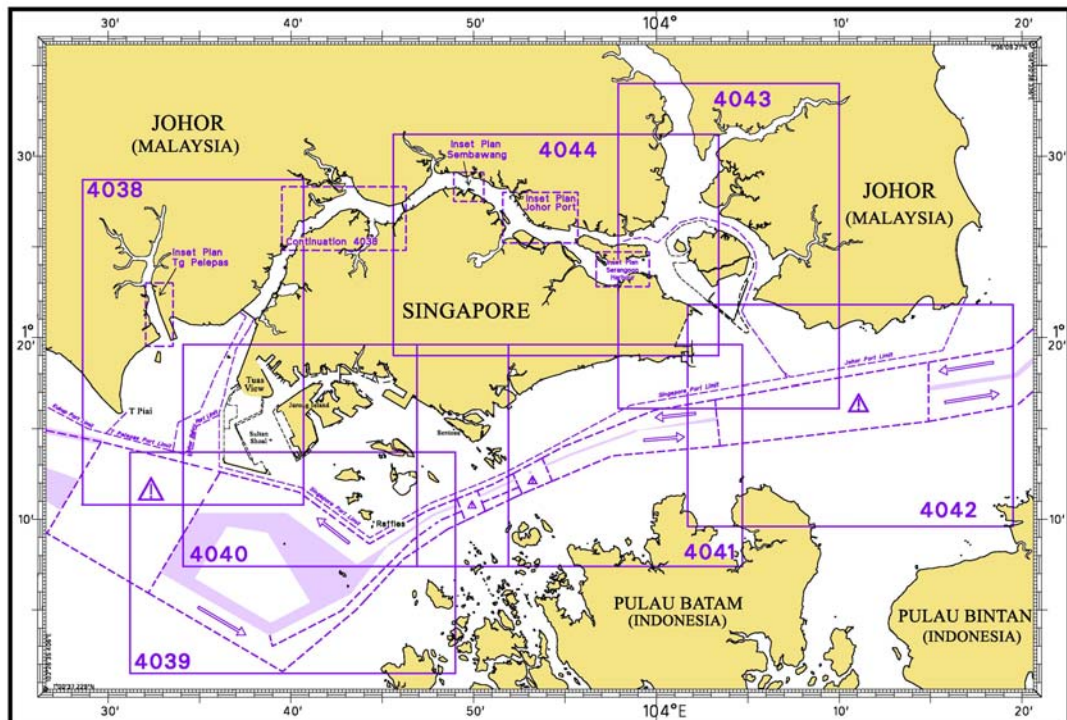 30'
40'
50'
104°
10'
20'
4043
JOHOR
(MALAYSIA)
Inset Plan
Sembawang
4044
30'
30'
4038
Inset Plan
Johor Port
JOHOR
(MALAYSIA)
Continuation 4038
Inset Plan
Tg Pelepas
Inset Plan
Serangoon
Harbour
SINGAPORE
1°
20'
1°
20'
Johor Port Limit
Singapore Port Limit
Tuas
View
Jurong Island
T Piai
Sultan
Shoal
Sentosa
Singapore Port Limit
Raffles
10'
10'
4042
4040
4041
PULAU BATAM
(INDONESIA)
PULAU BINTAN
(INDONESIA)
4039
30'
40'
50'
104°E
10'
20'